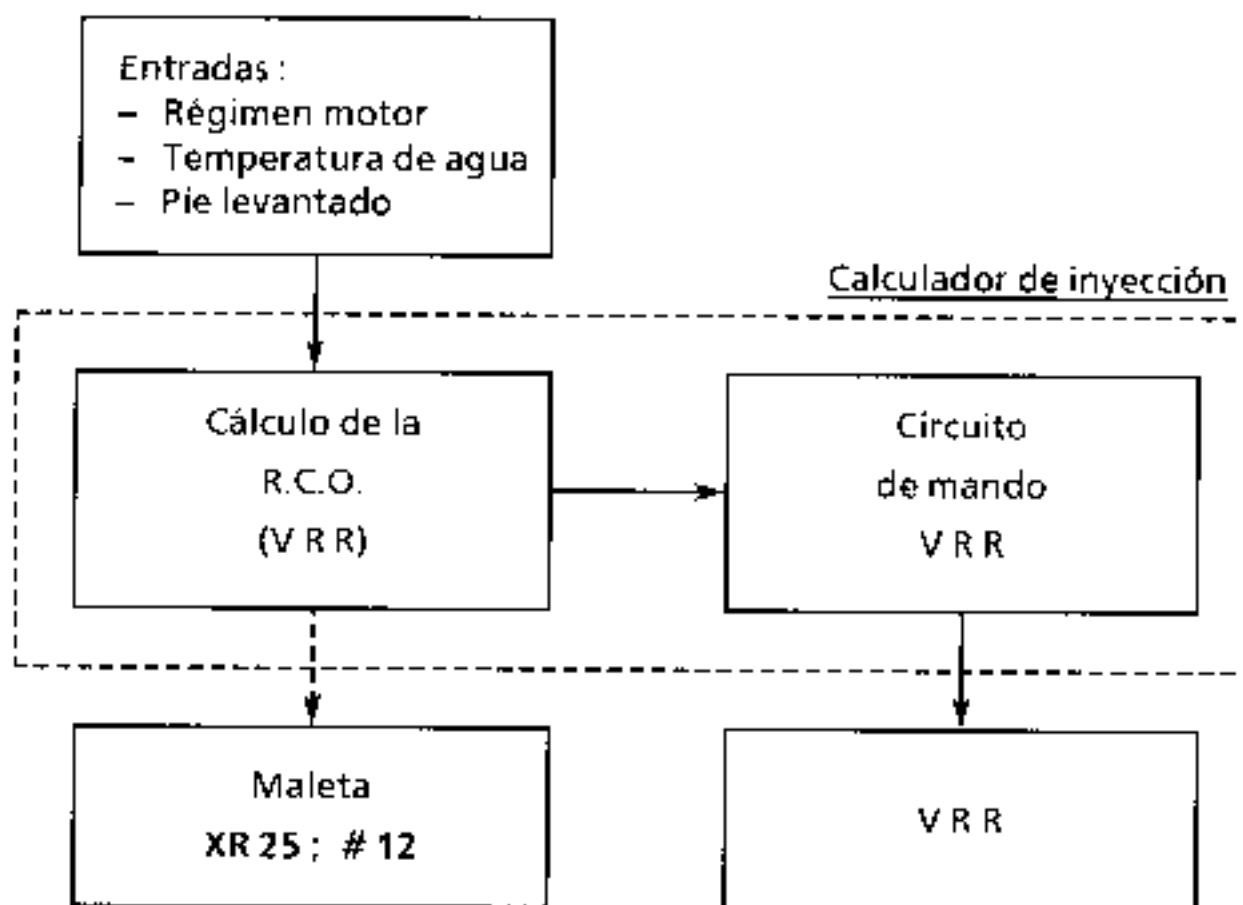 Entradas :
– Régimen motor
– Temperatura de agua
– Pie levantado
Calculador de inyección
Cálculo de la
R.C.O.
(V R R)
Circuito
de mando
V R R
Maleta
XR 25 ; # 12
V R R